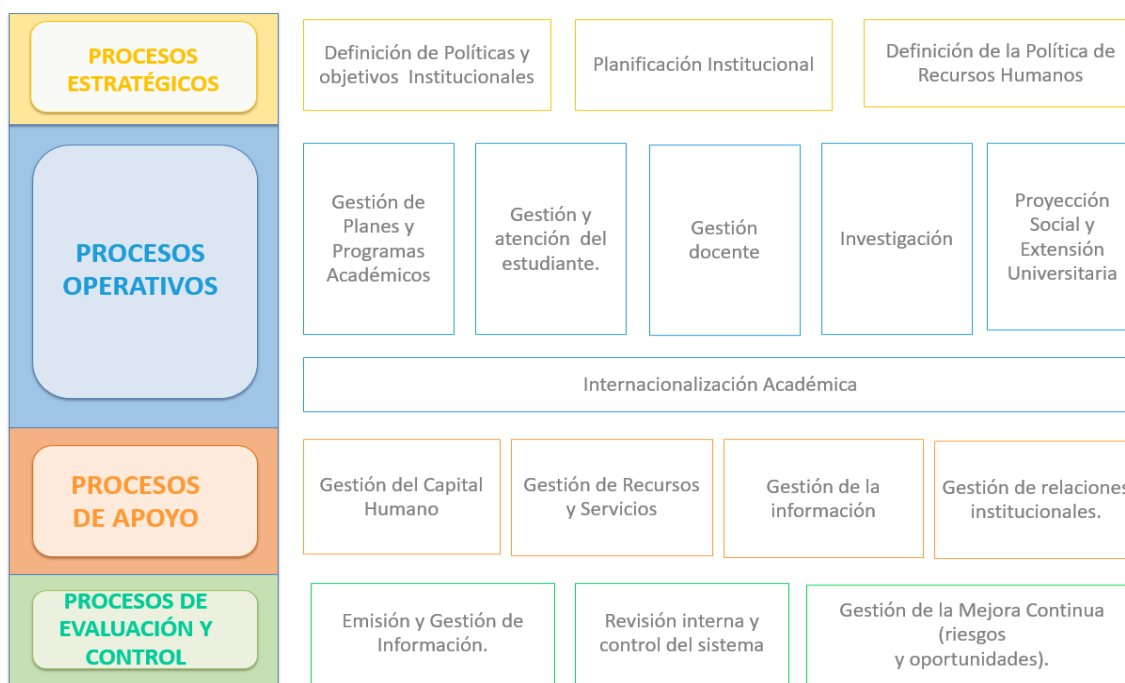 PROCESOS
ESTRATÉGICOS
Definición de Políticas y
objetivos Institucionales
Planificación Institucional
Definición de la Política de
Recursos Humanos
PROCESOS
OPERATIVOS
Gestión de
Planes y
Programas
Académicos
Gestión y
atención del
estudiante.
Gestión
docente
Investigación
Proyección
Social y
Extensión
Universitaria
Internacionalización Académica
PROCESOS
DE APOYO
Gestión del Capital
Humano
Gestión de Recursos
y Servicios
Gestión de la
información
Gestión de relaciones
institucionales.
PROCESOS DE
EVALUACIÓN Y
CONTROL
Emisión y Gestión de
Información.
Revisión interna y
control del sistema
Gestión de la Mejora Continua
(riesgos
y oportunidades).